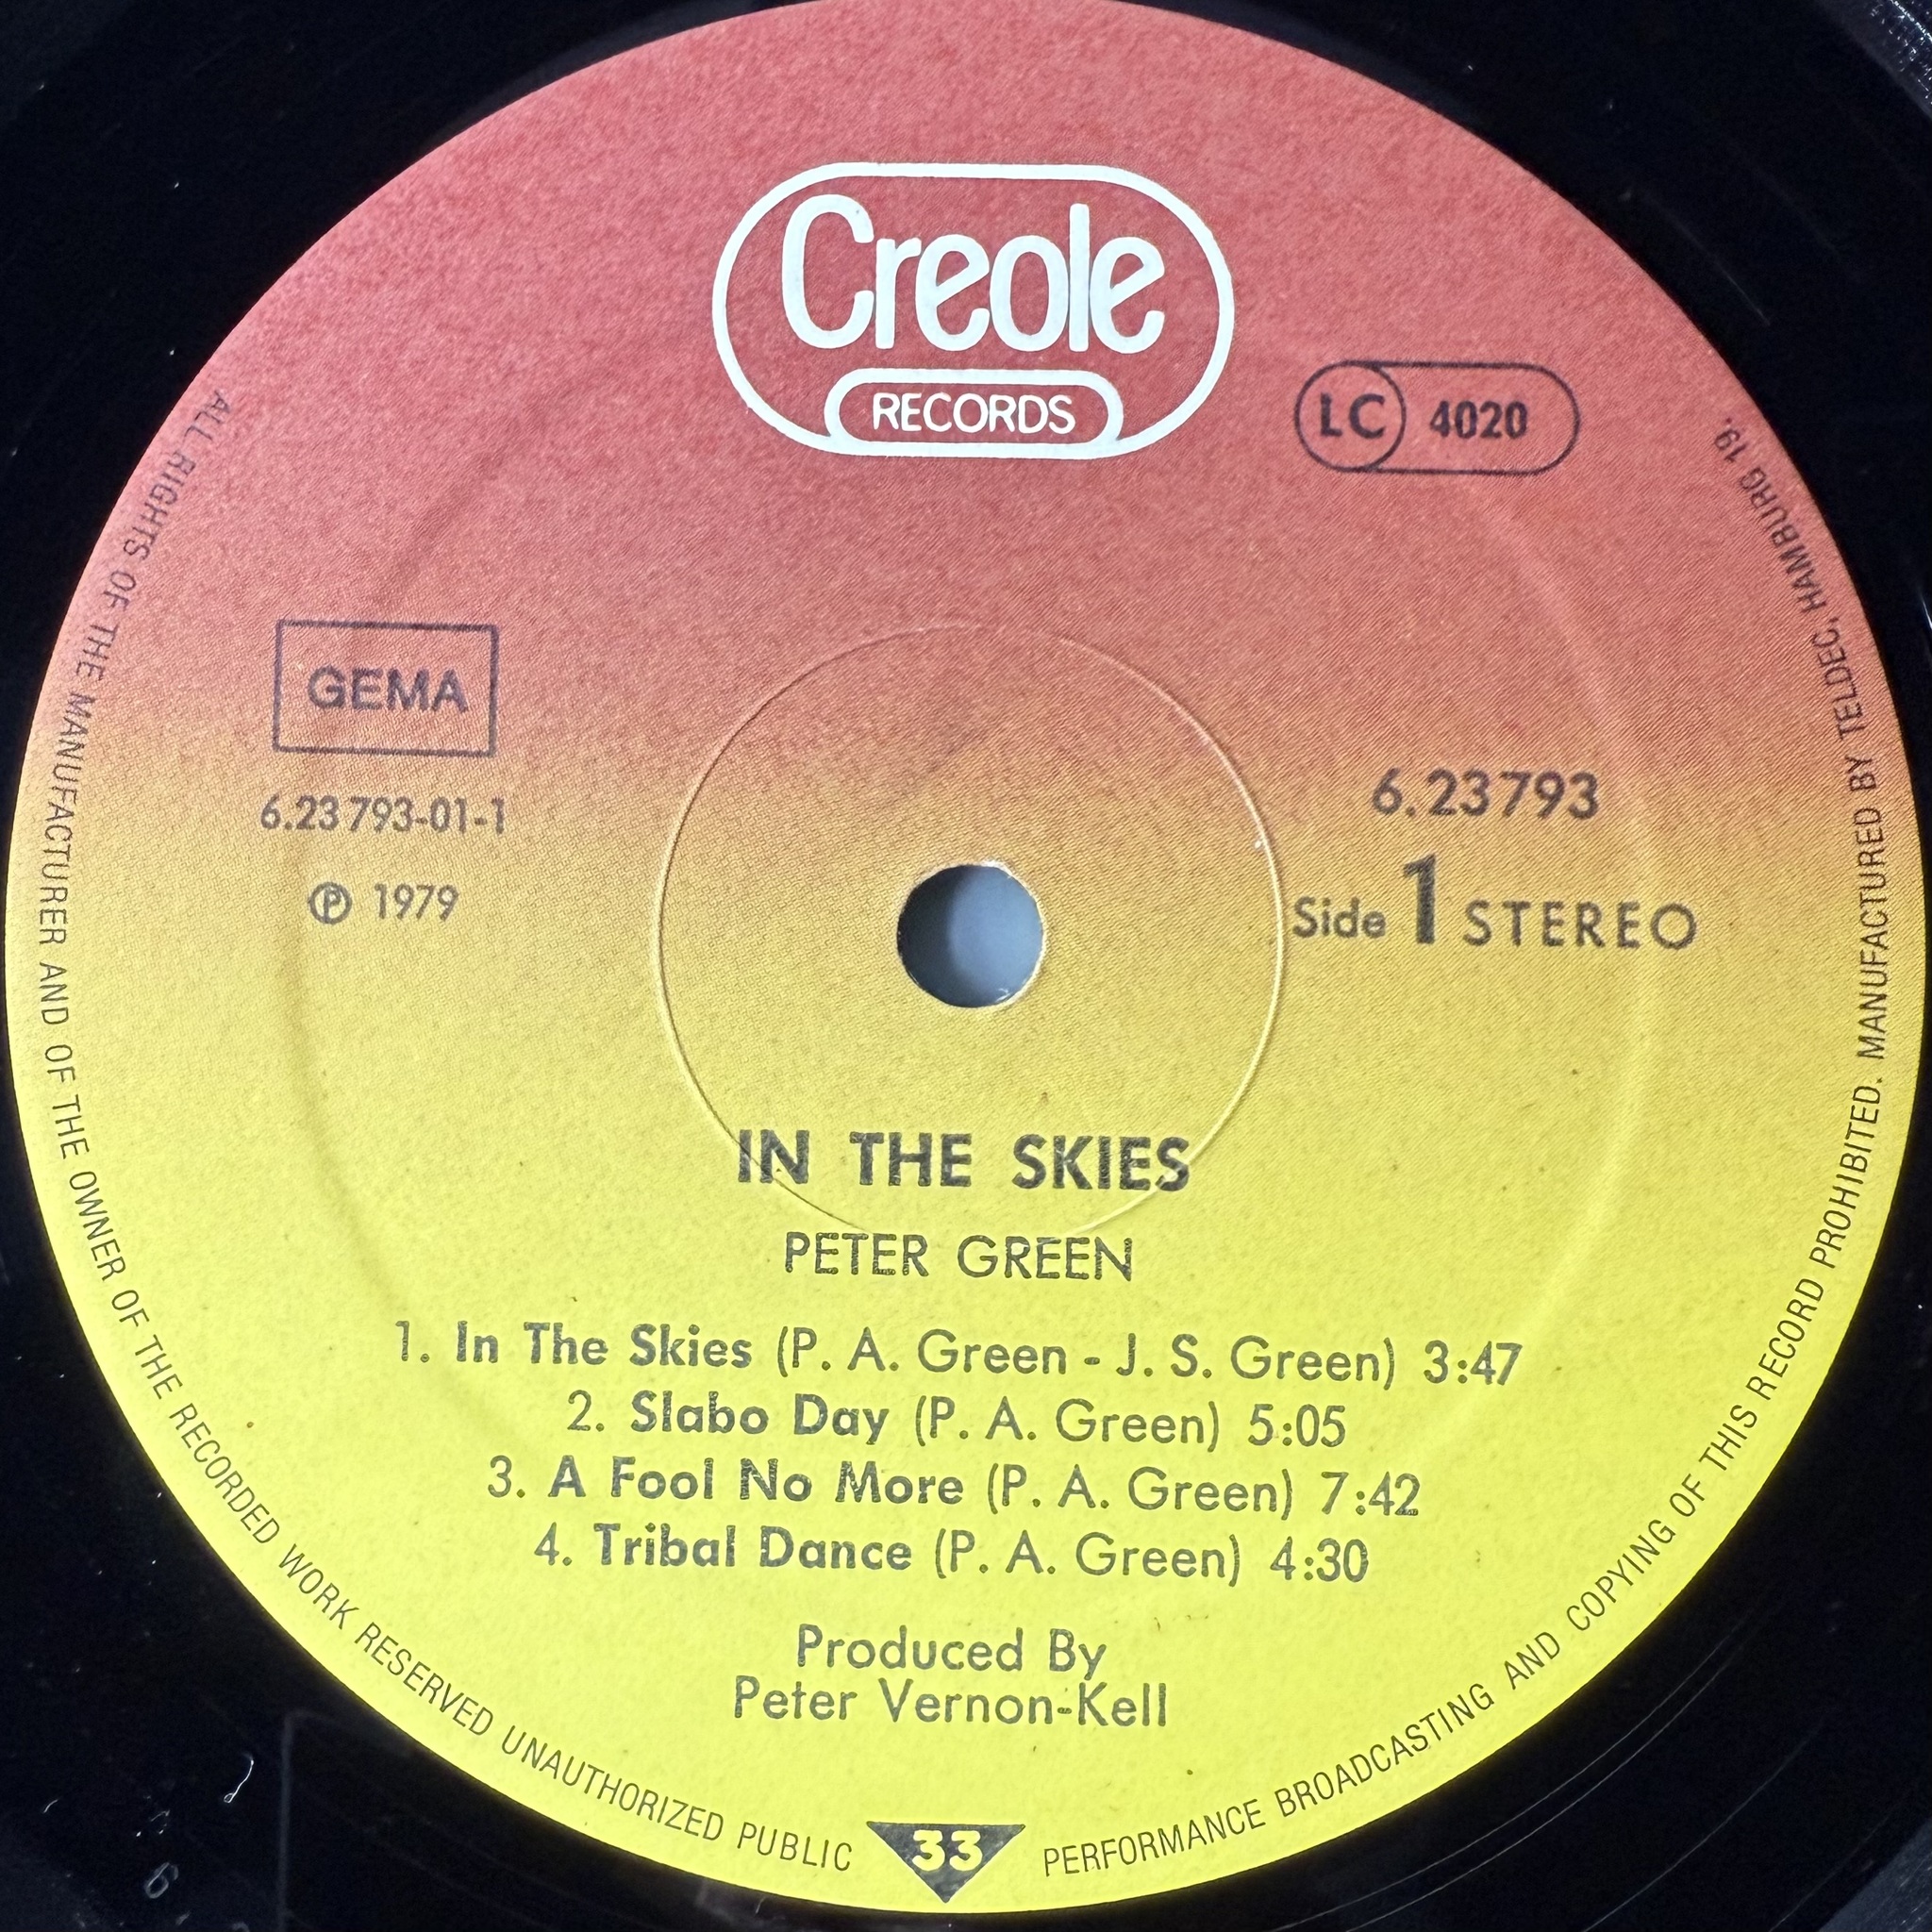 Creole
RECORDS
LC 4020
GEMA
6.23793-01-1
℗ 1979
6.23793
Side 1 STEREO
IN THE SKIES
PETER GREEN
1. In The Skies (P. A. Green - J. S. Green) 3:47
2. Slabo Day (P. A. Green) 5:05
3. A Fool No More (P. A. Green) 7:42
4. Tribal Dance (P. A. Green) 4:30
Produced By
Peter Vernon-Kell
33
ALL RIGHTS OF THE MANUFACTURER AND OF THE OWNER OF THE RECORDED WORK RESERVED UNAUTHORIZED PUBLIC PERFORMANCE BROADCASTING AND COPYING OF THIS RECORD PROHIBITED. MANUFACTURED BY TELDEC, HAMBURG 19.